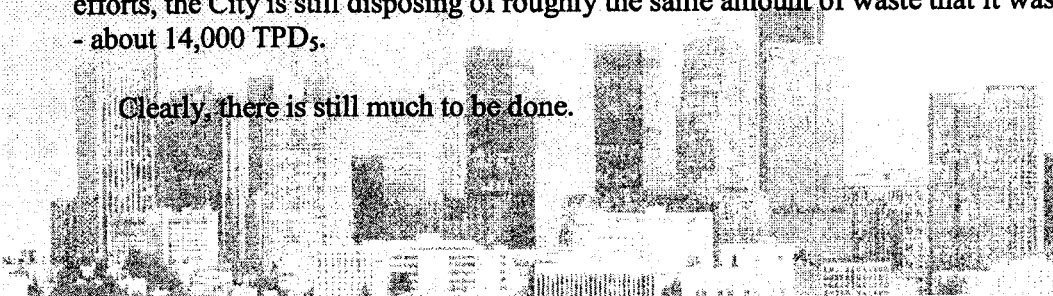 efforts, the City is still disposing of roughly the same amount of waste that it was
- about 14,000 TPD5.
Clearly, there is still much to be done.